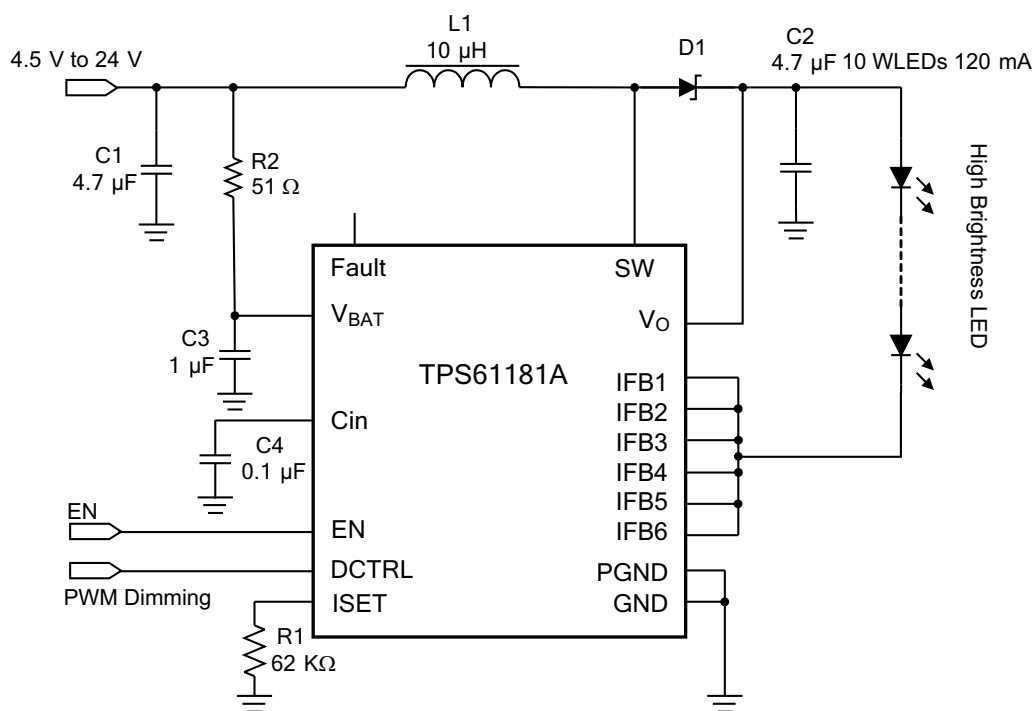 L1
10 µH
4.5 V to 24 V
D1
C2
4.7 µF
10 WLEDs 120 mA
C1
4.7 µF
R2
51 Ω
High Brightness LED
Fault
SW
VBAT
VO
C3
1 µF
TPS61181A
IFB1
IFB2
IFB3
IFB4
IFB5
IFB6
Cin
C4
0.1 µF
EN
EN
DCTRL
PWM Dimming
ISET
PGND
GND
R1
62 KΩ